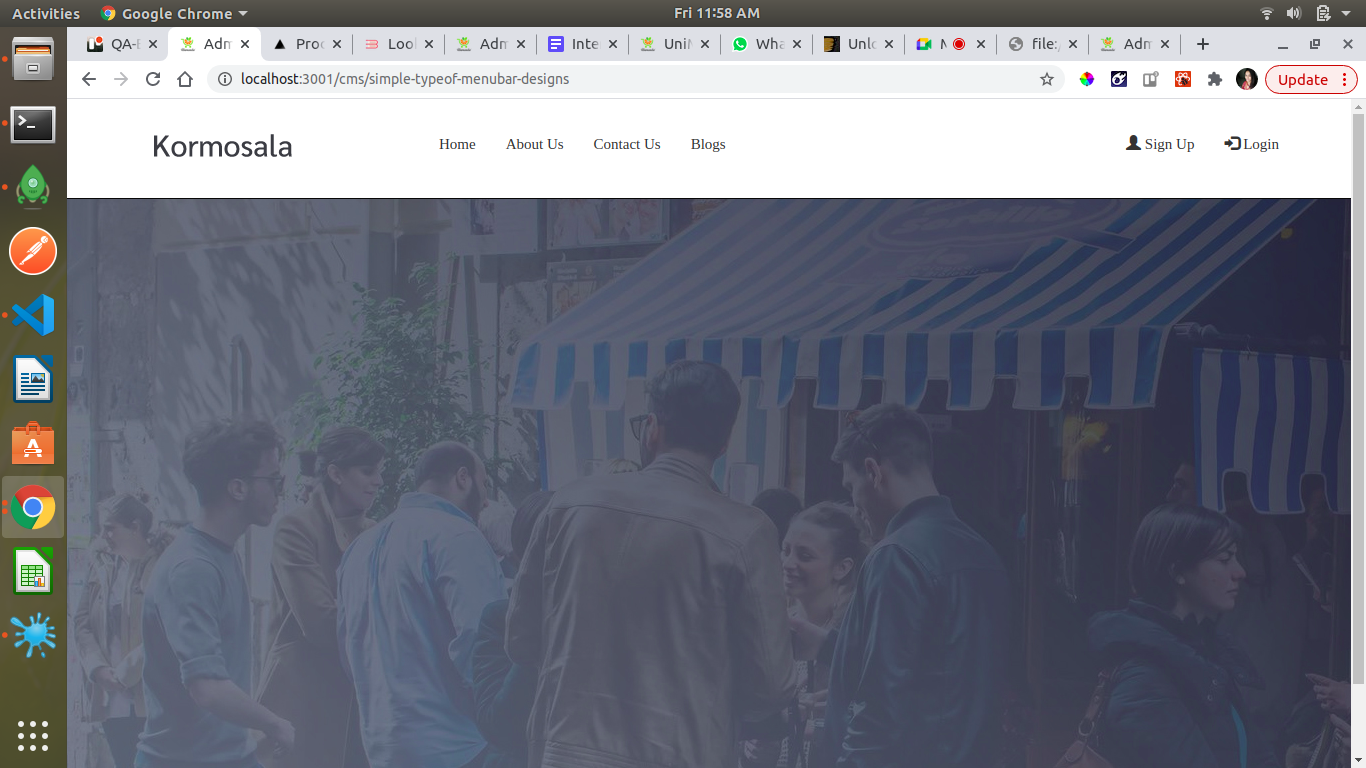 Activities Google Chrome Fri 11:58 AM
QA- Adm Proc Lool Adm Inte UniM Wha Unlo M file:/ Adm
localhost:3001/cms/simple-typeof-menubar-designs Update
Kormosala Home About Us Contact Us Blogs Sign Up Login